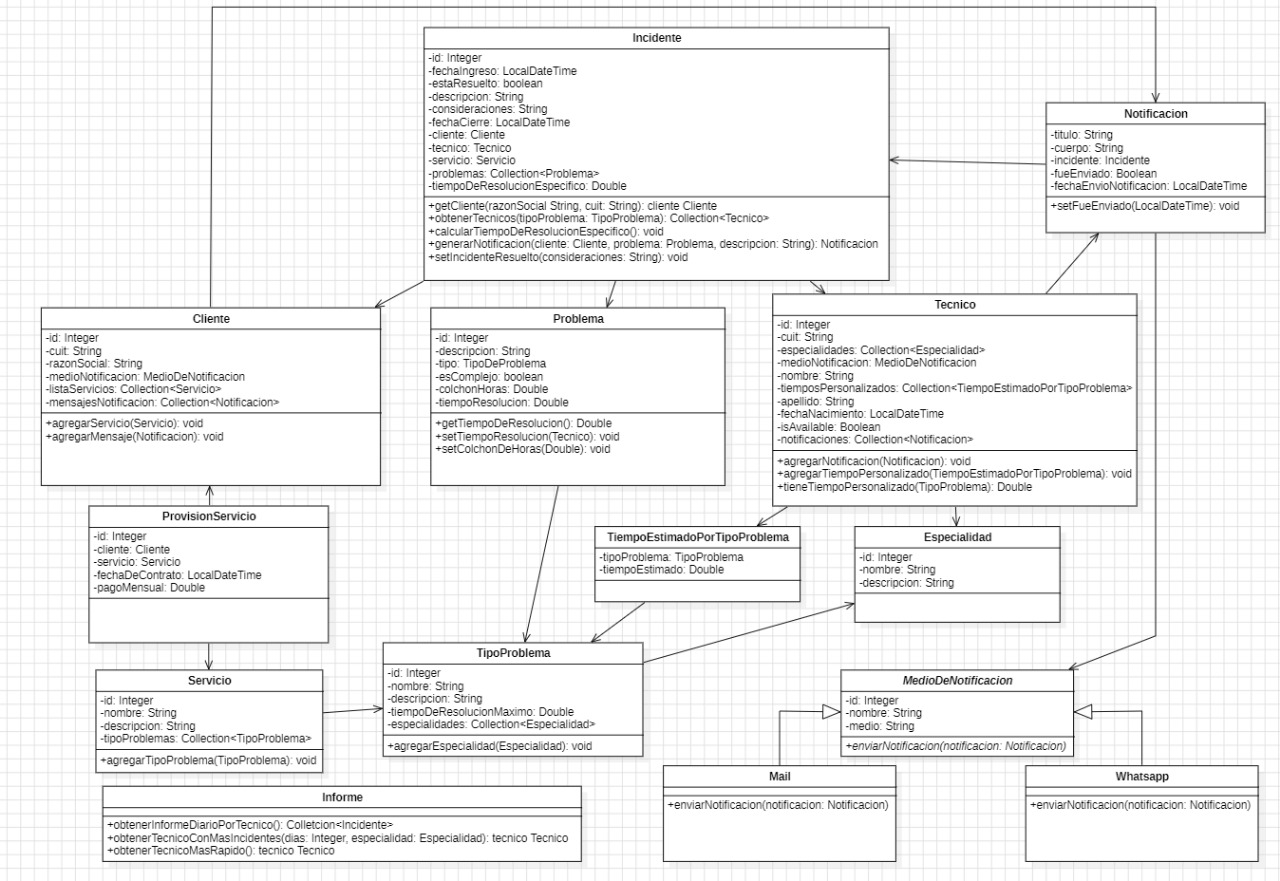 Incidente
-id: Integer
-fechaIngreso: LocalDateTime
-estaResuelto: boolean
-descripcion: String
-consideraciones: String
-fechaCierre: LocalDateTime
-cliente: Cliente
-tecnico: Tecnico
-servicio: Servicio
-problemas: Collection<Problema>
-tiempoDeResolucionEspecifico: Double
+getCliente(razonSocial String, cuit: String): cliente Cliente
+obtenerTecnicos(tipoProblema: TipoProblema): Collection<Tecnico>
+calcularTiempoDeResolucionEspecifico(): void
+generarNotificacion(cliente: Cliente, problema: Problema, descripcion: String): Notificacion
+setIncidenteResuelto(consideraciones: String): void
Notificacion
-titulo: String
-cuerpo: String
-incidente: Incidente
-fueEnviado: Boolean
-fechaEnvioNotificacion: LocalDateTime
+setFueEnviado(LocalDateTime): void
Cliente
-id: Integer
-cuit: String
-razonSocial: String
-medioNotificacion: MedioDeNotificacion
-listaServicios: Collection<Servicio>
-mensajesNotificacion: Collection<Notificacion>
+agregarServicio(Servicio): void
+agregarMensaje(Notificacion): void
Problema
-id: Integer
-descripcion: String
-tipo: TipoDeProblema
-esComplejo: boolean
-colchonHoras: Double
-tiempoResolucion: Double
+getTiempoDeResolucion(): Double
+setTiempoResolucion(Tecnico): void
+setColchonDeHoras(Double): void
Tecnico
-id: Integer
-cuit: String
-especialidades: Collection<Especialidad>
-medioNotificacion: MedioDeNotificacion
-nombre: String
-tiemposPersonalizados: Collection<TiempoEstimadoPorTipoProblema>
-apellido: String
-fechaNacimiento: LocalDateTime
-isAvailable: Boolean
-notificaciones: Collection<Notificacion>
+agregarNotificacion(Notificacion): void
+agregarTiempoPersonalizado(TiempoEstimadoPorTipoProblema): void
+tieneTiempoPersonalizado(TipoProblema): Double
ProvisionServicio
-id: Integer
-cliente: Cliente
-servicio: Servicio
-fechaDeContrato: LocalDateTime
-pagoMensual: Double
TiempoEstimadoPorTipoProblema
-tipoProblema: TipoProblema
-tiempoEstimado: Double
Especialidad
-id: Integer
-nombre: String
-descripcion: String
Servicio
-id: Integer
-nombre: String
-descripcion: String
-tipoProblemas: Collection<TipoProblema>
+agregarTipoProblema(TipoProblema): void
TipoProblema
-id: Integer
-nombre: String
-descripcion: String
-tiempoDeResolucionMaximo: Double
-especialidades: Collection<Especialidad>
+agregarEspecialidad(Especialidad): void
MedioDeNotificacion
-id: Integer
-nombre: String
-medio: String
+enviarNotificacion(notificacion: Notificacion)
Mail
+enviarNotificacion(notificacion: Notificacion)
Whatsapp
+enviarNotificacion(notificacion: Notificacion)
Informe
+obtenerInformeDiarioPorTecnico(): Colletcion<Incidente>
+obtenerTecnicoConMasIncidentes(dias: Integer, especialidad: Especialidad): tecnico Tecnico
+obtenerTecnicoMasRapido(): tecnico Tecnico